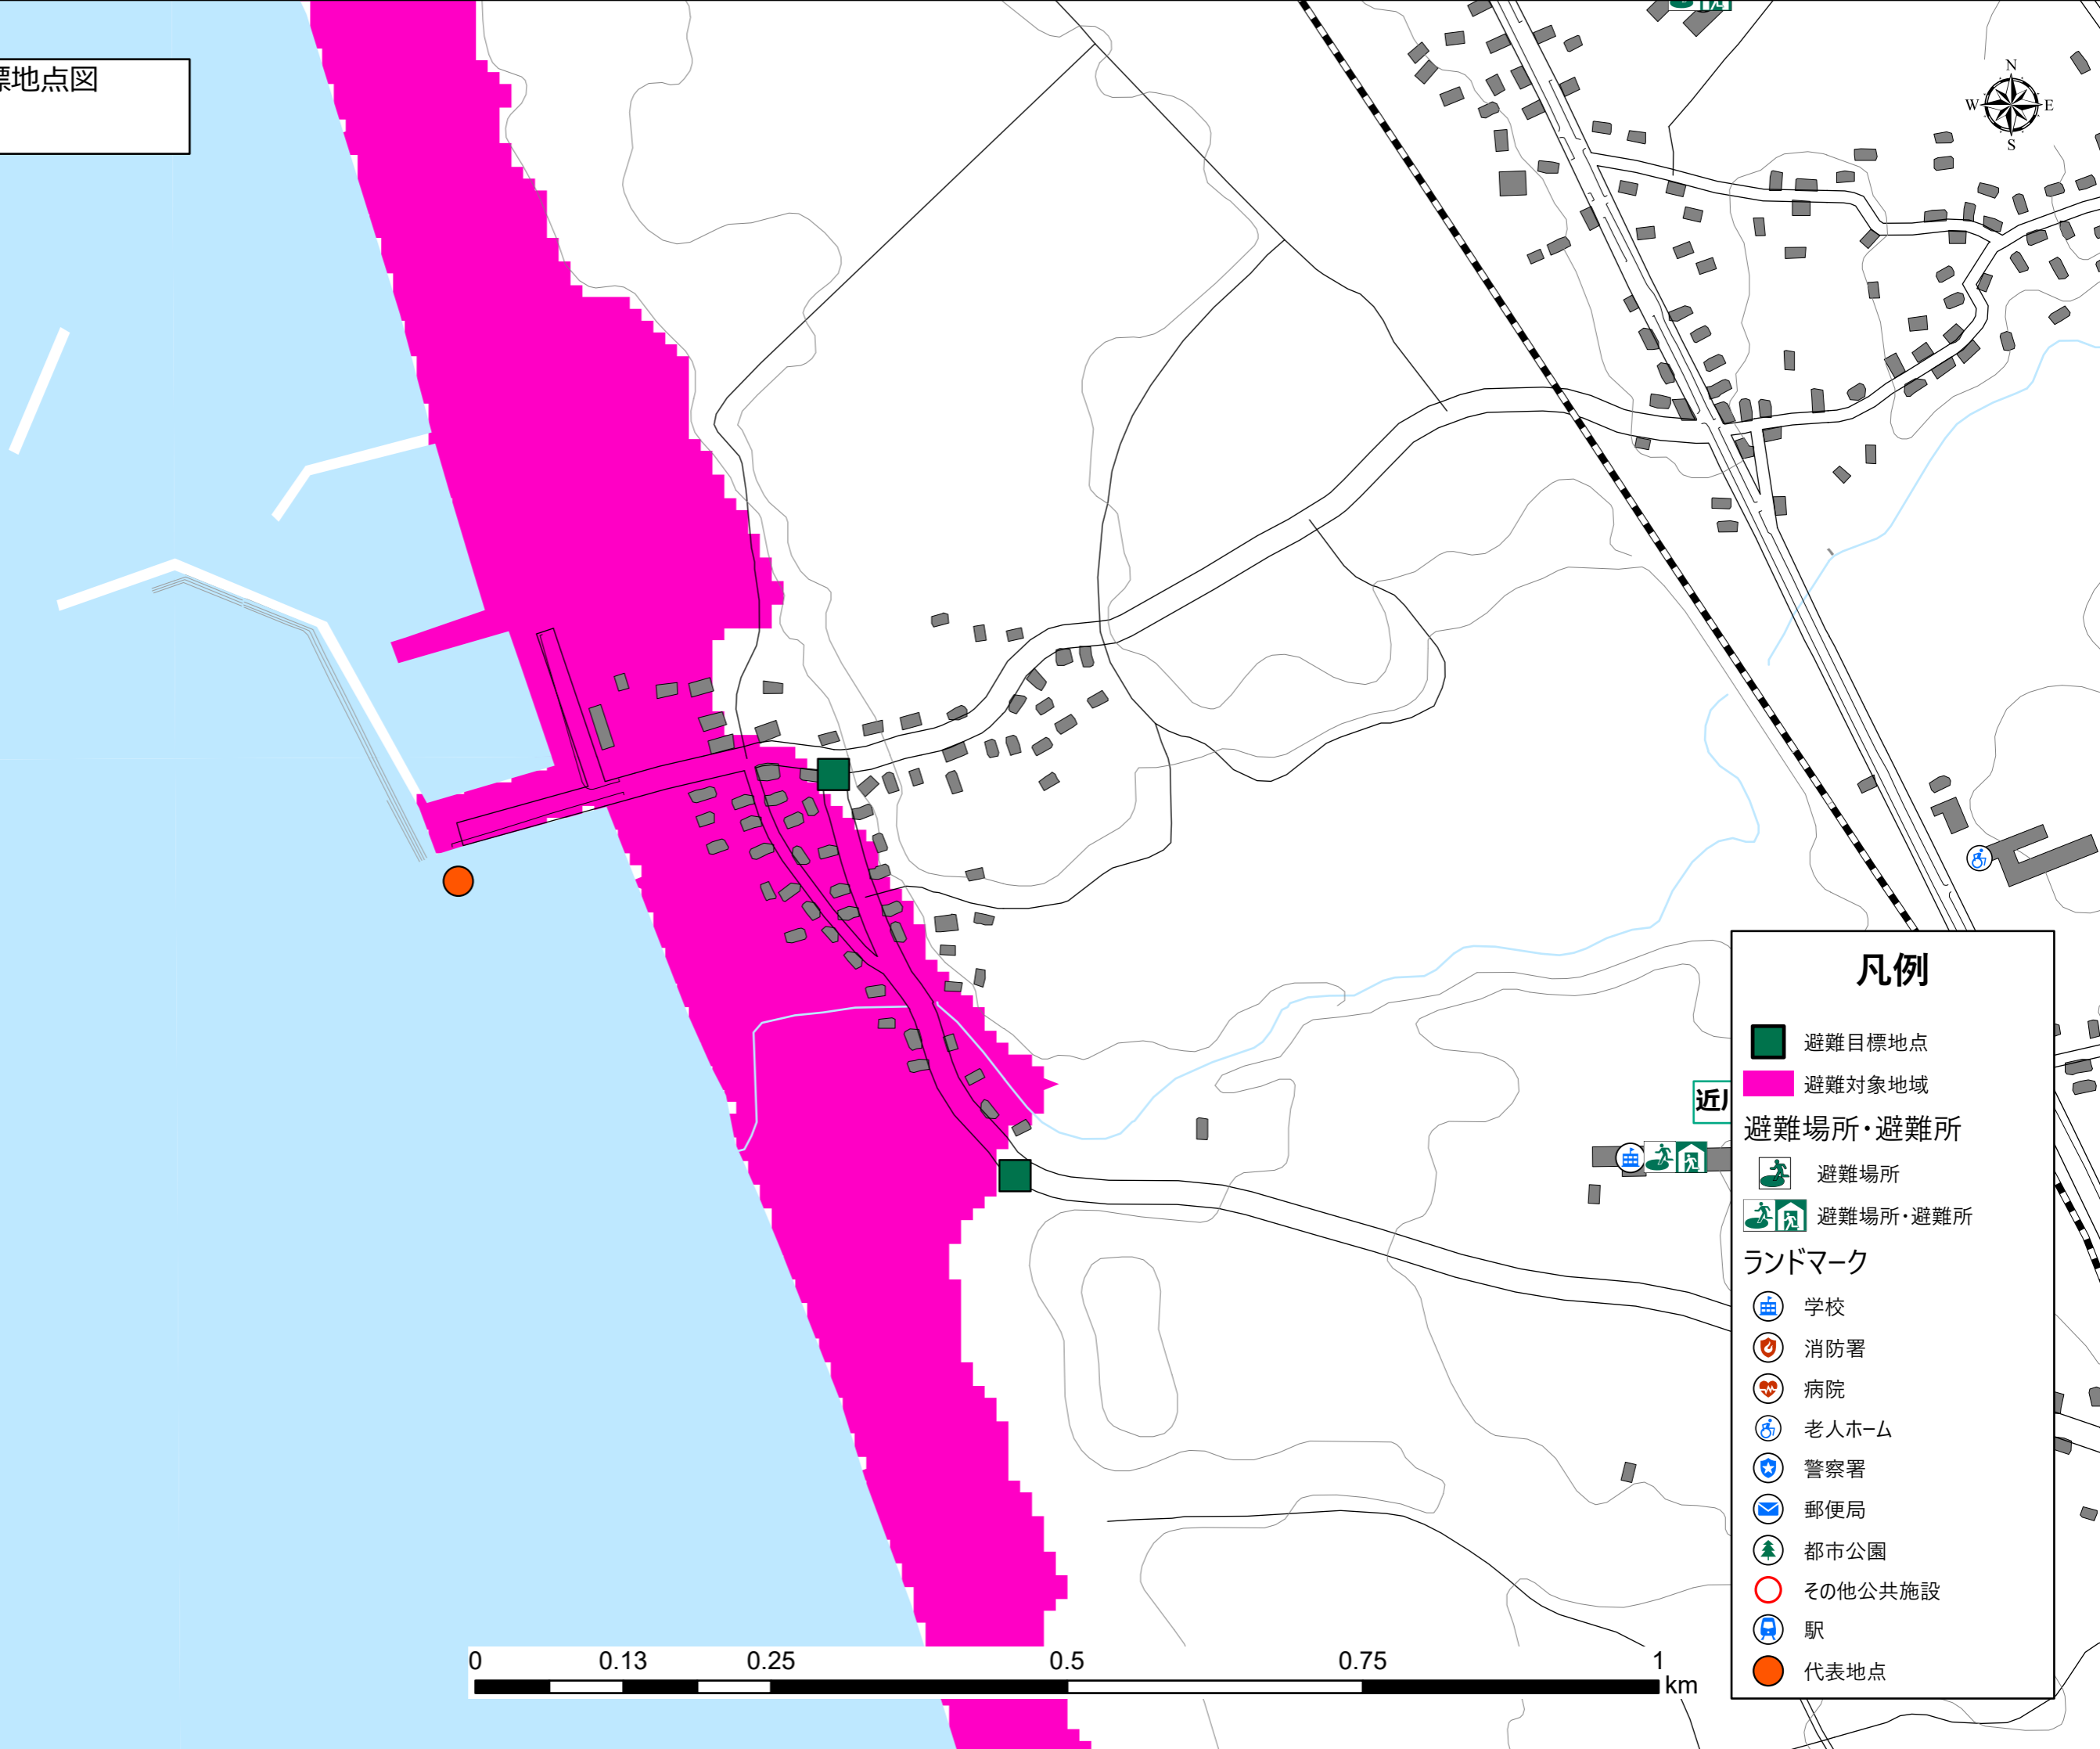 標地点図
N
W E
S
近川
凡例
避難目標地点
避難対象地域
避難場所・避難所
避難場所
避難場所・避難所
ランドマーク
学校
消防署
病院
老人ホーム
警察署
郵便局
都市公園
その他公共施設
駅
代表地点
0 0.13 0.25 0.5 0.75 1
km